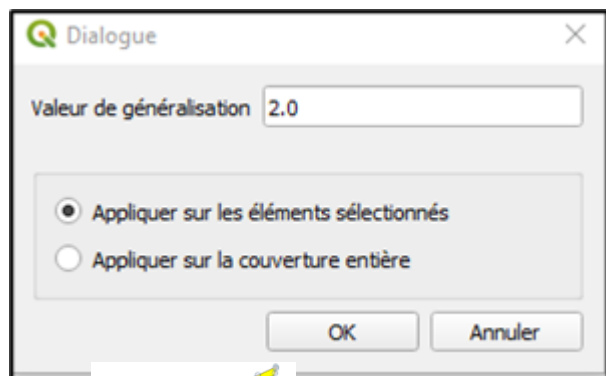 Dialogue
Valeur de généralisation 2.0
Appliquer sur les éléments sélectionnés
Appliquer sur la couverture entière
OK Annuler